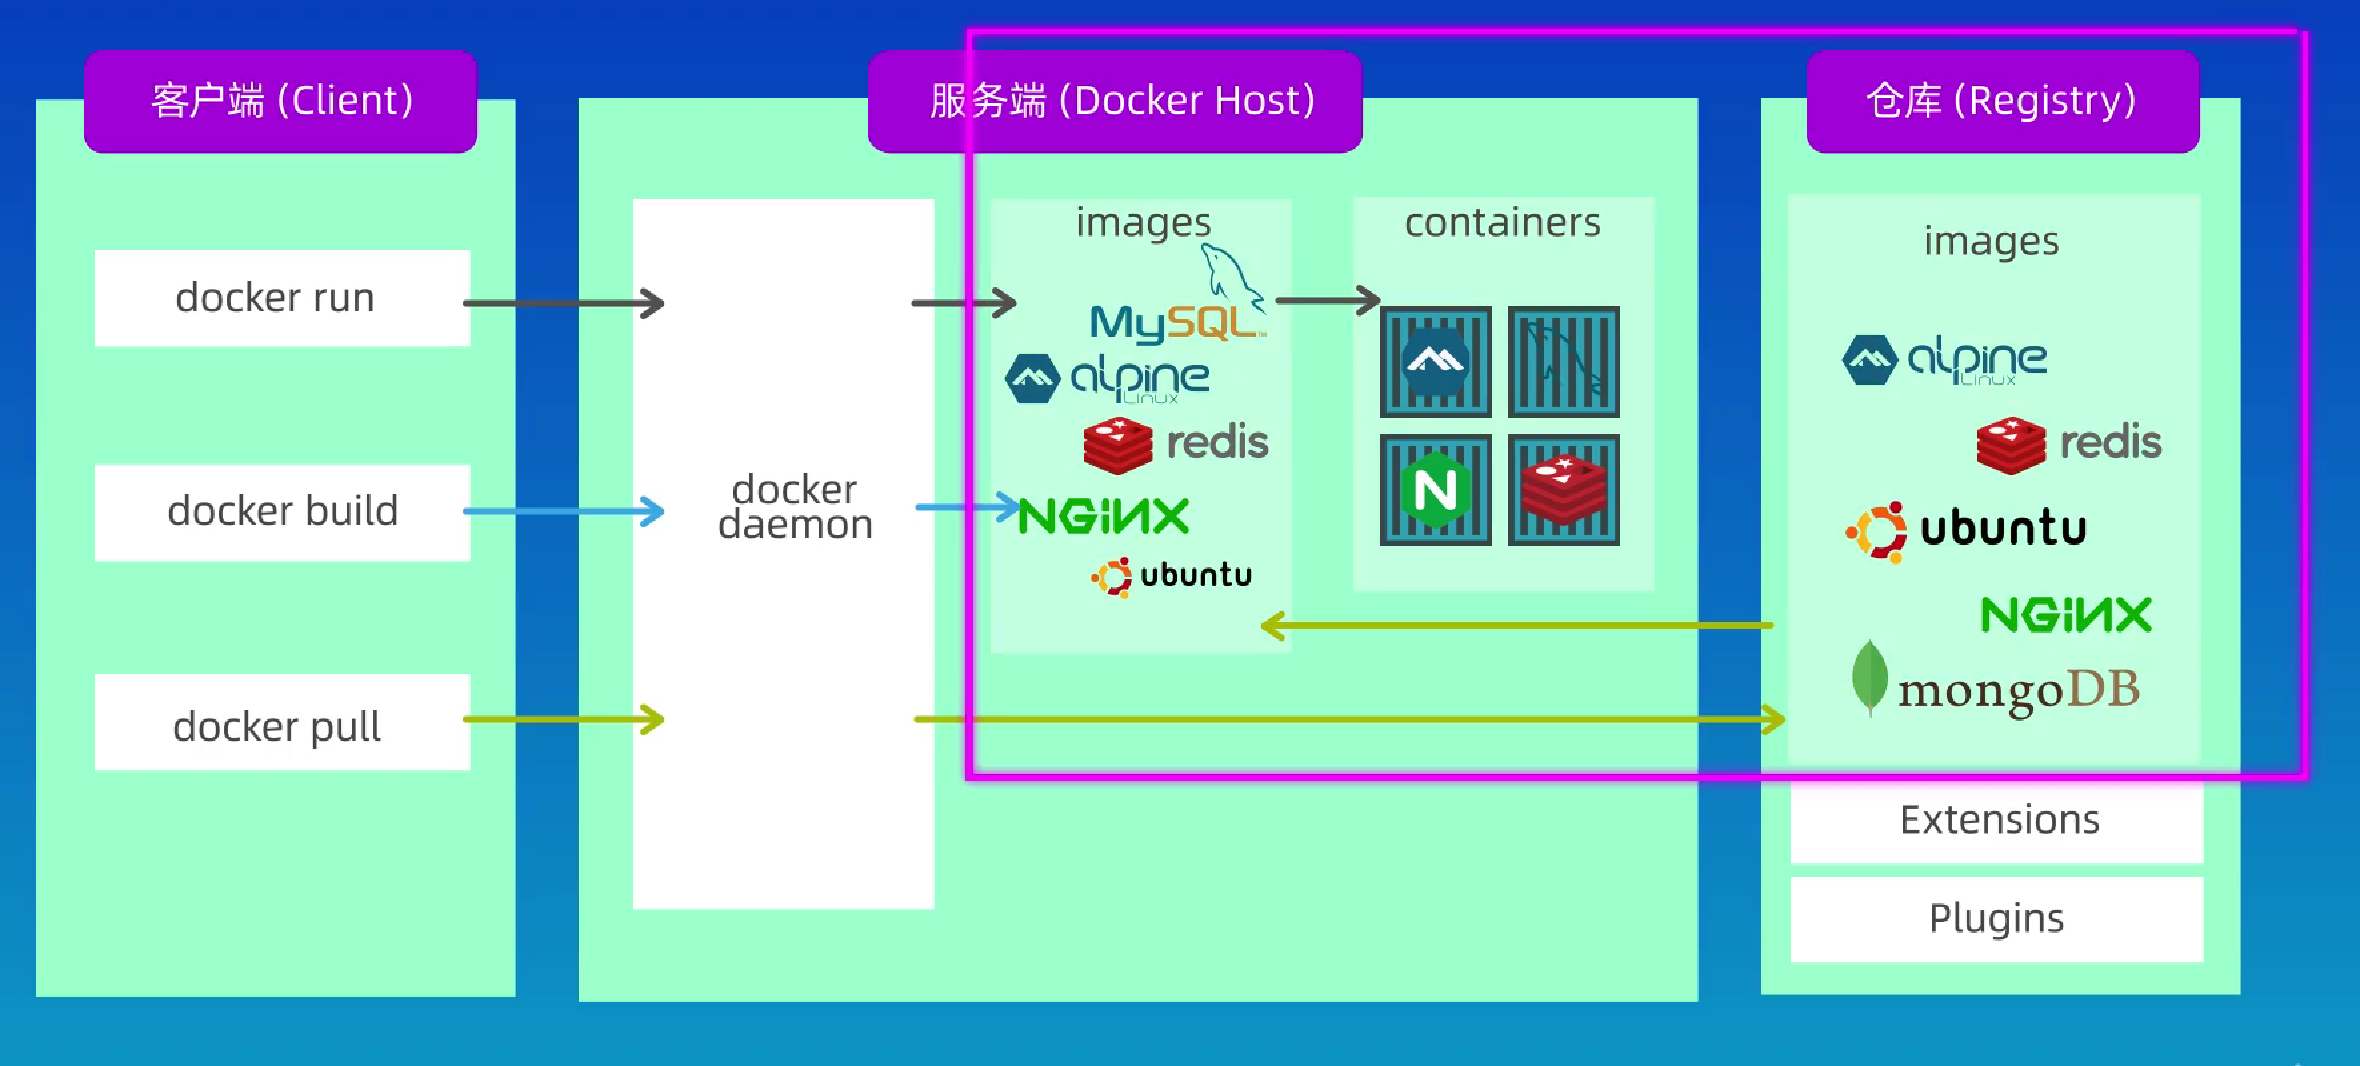 客户端 (Client)
docker run
docker build
docker pull
服务端 (Docker Host)
docker
daemon
images
MySQL™
alpine
Linux
redis
NGINX
ubuntu
containers
N
仓库 (Registry)
images
alpine
Linux
redis
ubuntu
NGINX
mongoDB
Extensions
Plugins